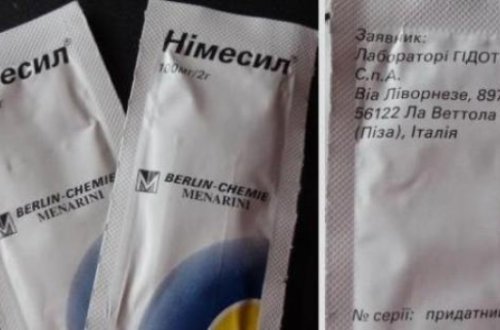 месил
Німесил®
100мг/2г
BERLIN-CHEMIE
MENARINI
BERLIN-CHEMIE
MENARINI
Заявник:
Лабораторі ГІДОТ
С.п.А.
Віа Ліворнезе, 897
56122 Ла Веттола
(Піза), Італія
№ серії: придатни